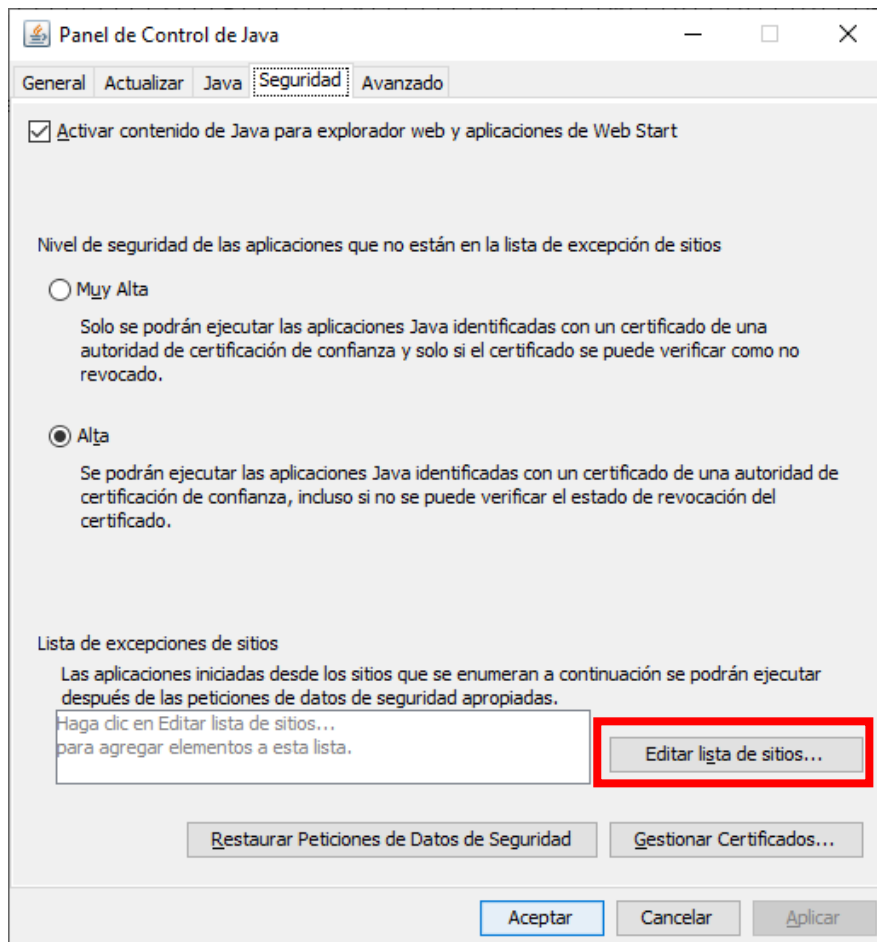 Panel de Control de Java
General Actualizar Java Seguridad Avanzado
Activar contenido de Java para explorador web y aplicaciones de Web Start
Nivel de seguridad de las aplicaciones que no están en la lista de excepción de sitios
Muy Alta
Solo se podrán ejecutar las aplicaciones Java identificadas con un certificado de una
autoridad de certificación de confianza y solo si el certificado se puede verificar como no
revocado.
Alta
Se podrán ejecutar las aplicaciones Java identificadas con un certificado de una autoridad de
certificación de confianza, incluso si no se puede verificar el estado de revocación del
certificado.
Lista de excepciones de sitios
Las aplicaciones iniciadas desde los sitios que se enumeran a continuación se podrán ejecutar
después de las peticiones de datos de seguridad apropiadas.
Haga clic en Editar lista de sitios...
para agregar elementos a esta lista.
Editar lista de sitios...
Restaurar Peticiones de Datos de Seguridad Gestionar Certificados...
Aceptar Cancelar Aplicar